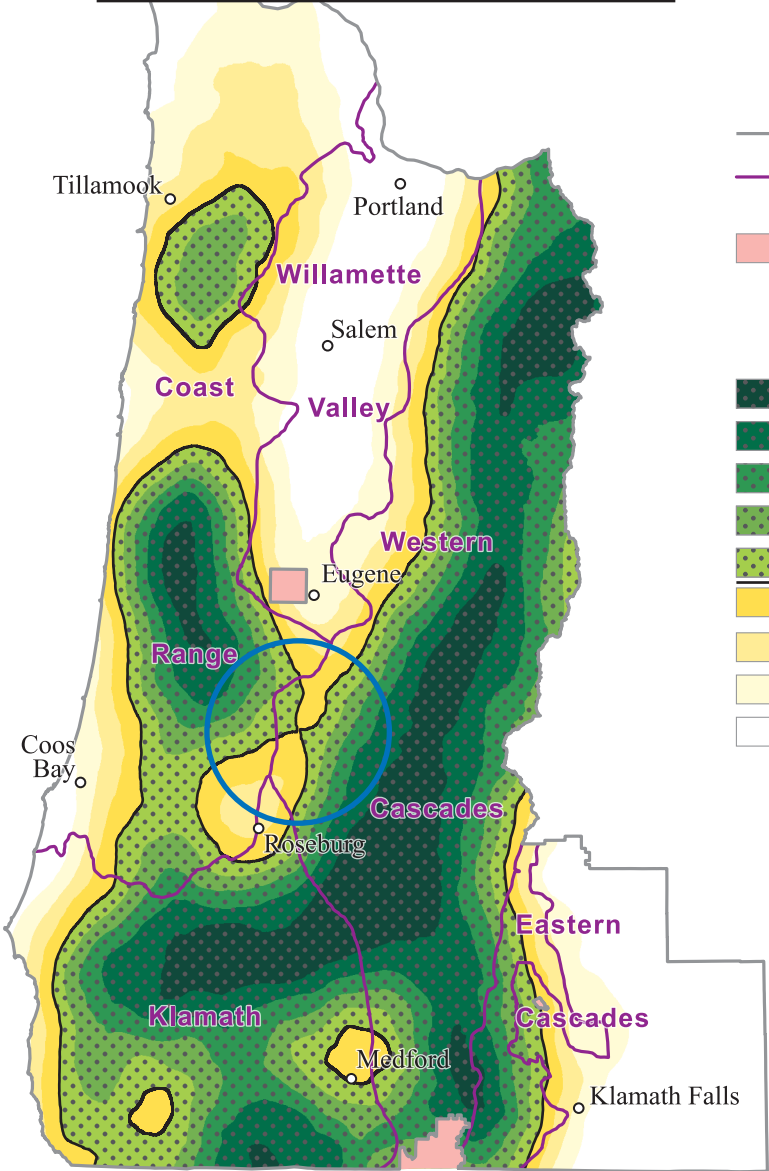 Tillamook
Portland
Willamette
Salem
Coast
Valley
Western
Eugene
Range
Coos
Bay
Cascades
Roseburg
Eastern
Klamath
Cascades
Medford
Klamath Falls